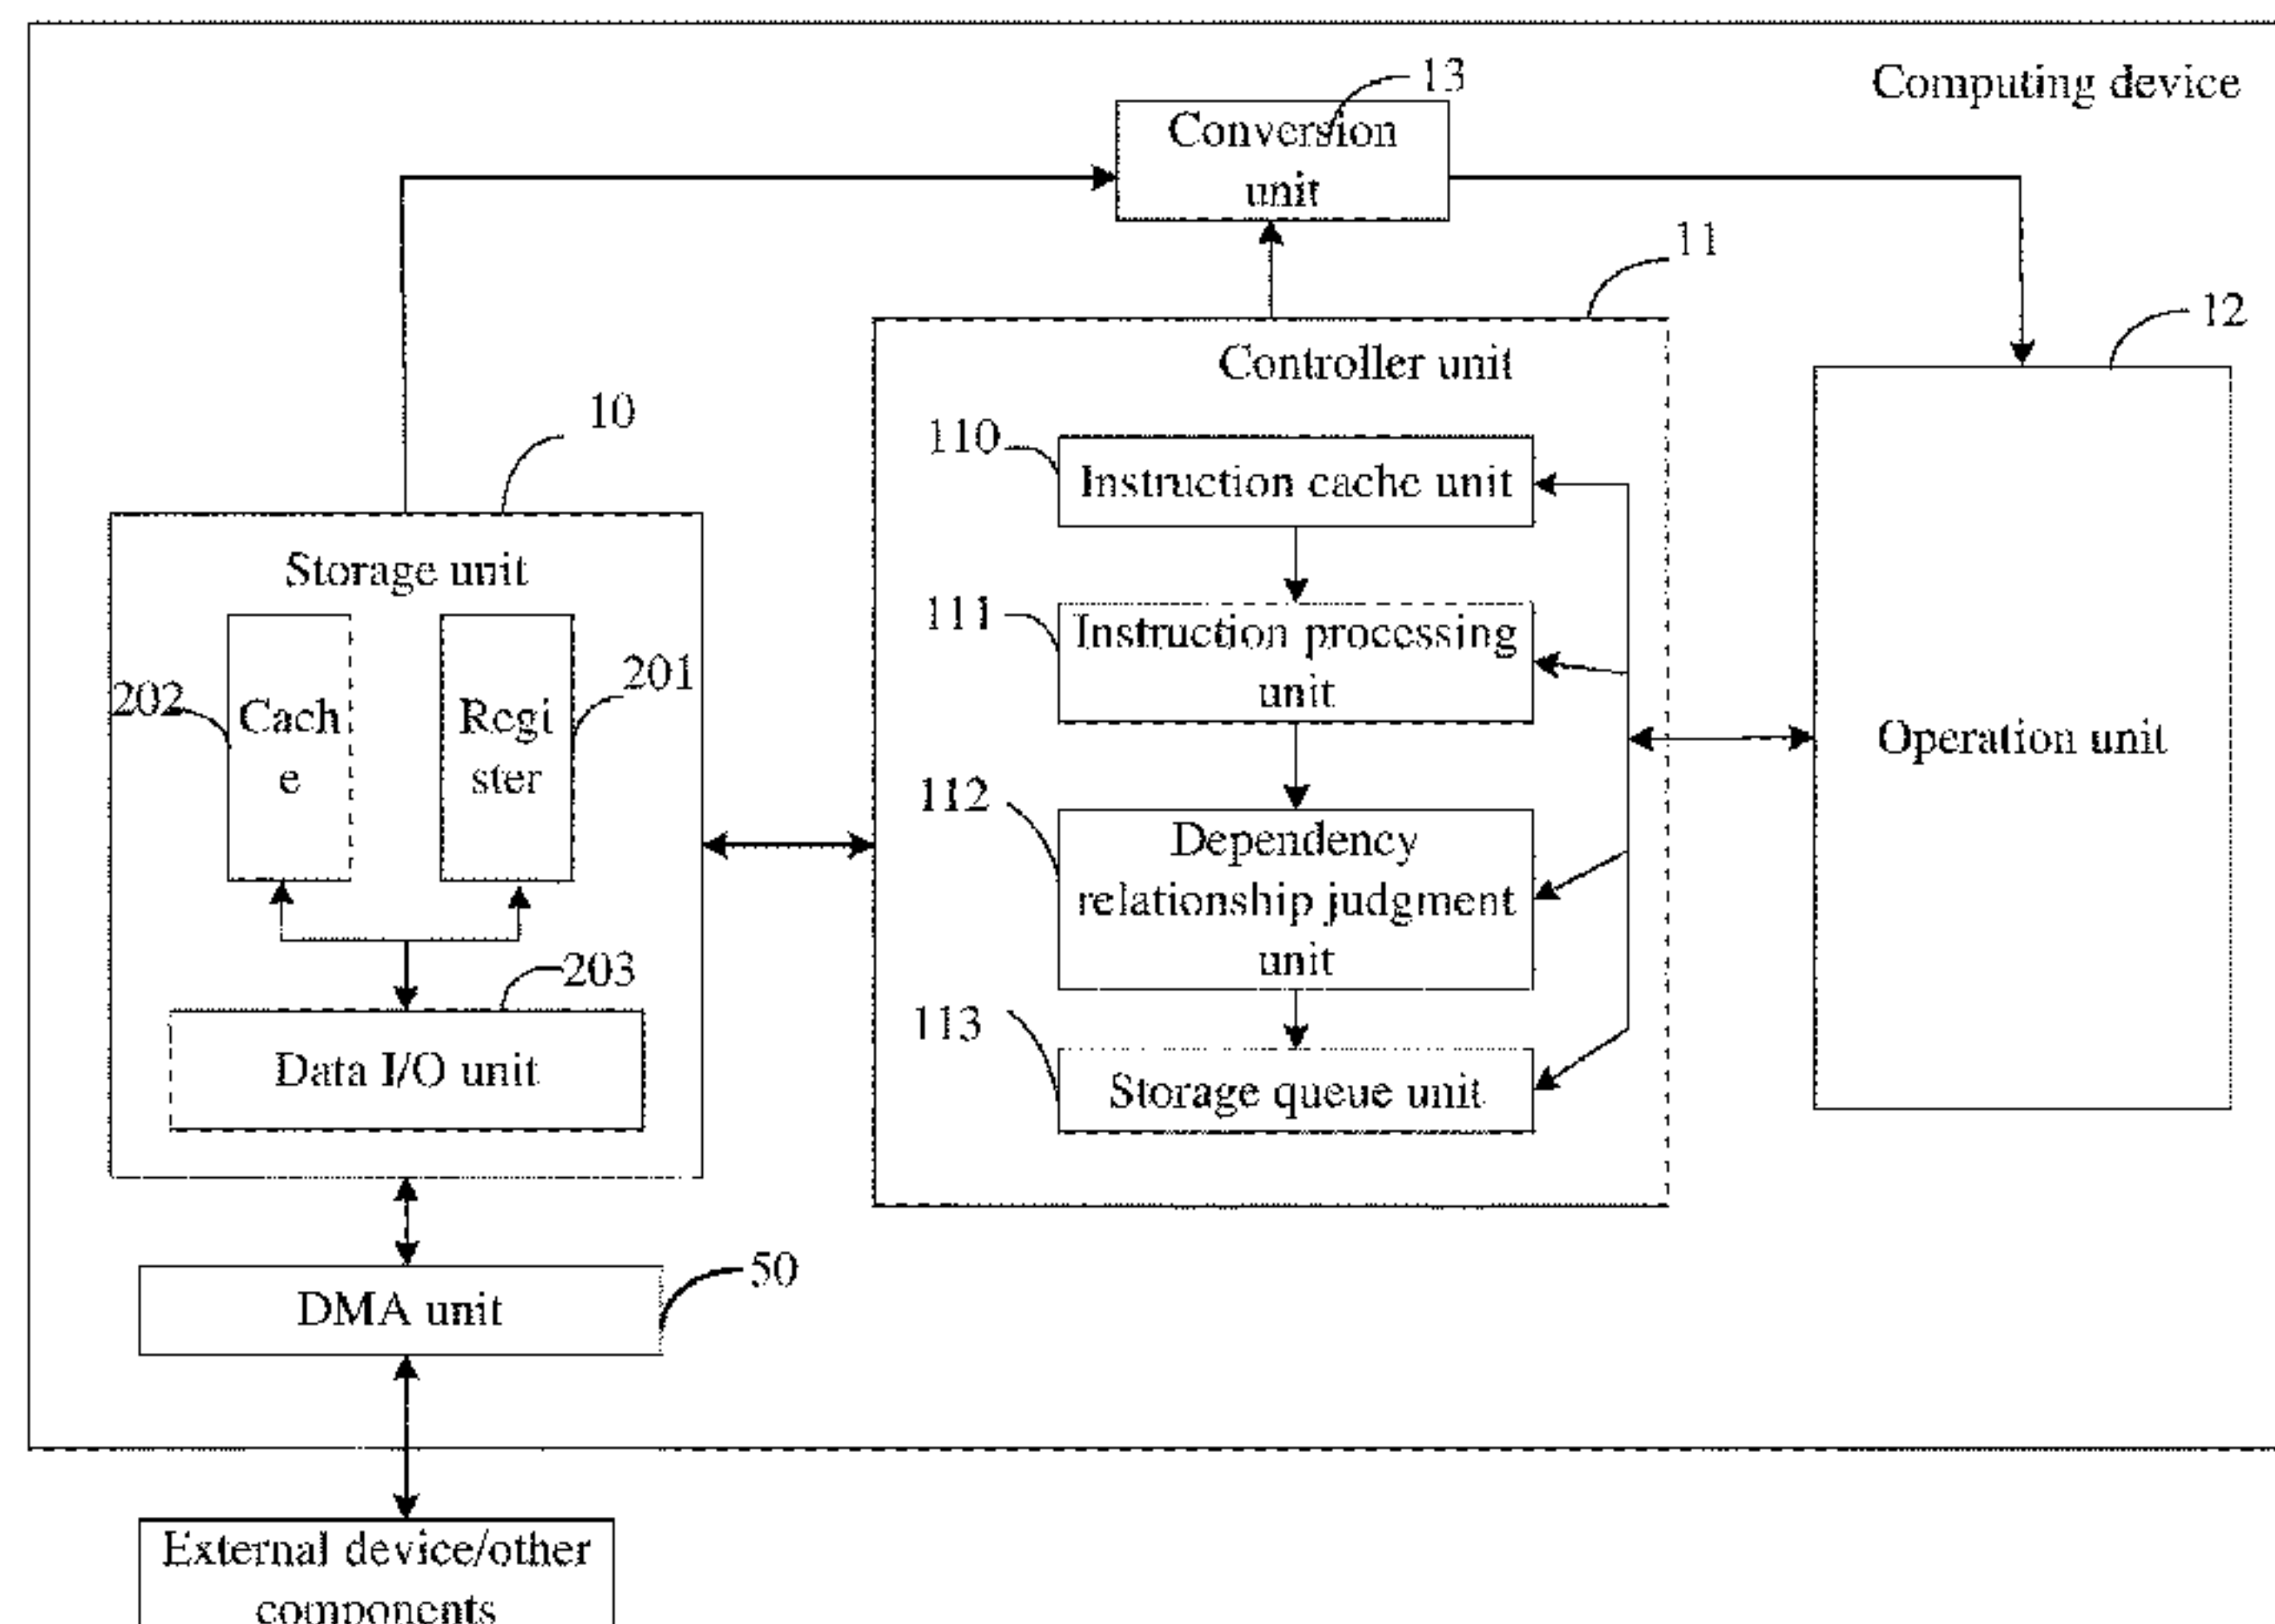 Computing device
13
Conversion
unit
11
Controller unit
12
10
110
Instruction cache unit
Storage unit
111
Instruction processing
unit
202
Cach
e
Regi
ster
201
Operation unit
112
Dependency
relationship judgment
unit
203
Data I/O unit
113
Storage queue unit
50
DMA unit
External device/other
components